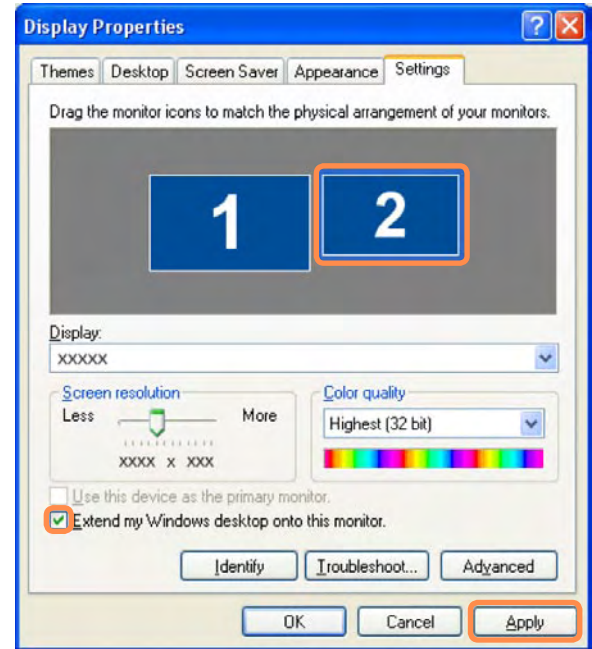 Display Properties
Themes Desktop Screen Saver Appearance Settings
Drag the monitor icons to match the physical arrangement of your monitors.
1 2
Display:
XXXXX
Screen resolution Color quality
Less More Highest (32 bit)
XXXX x XXX
Use this device as the primary monitor.
Extend my Windows desktop onto this monitor.
Identify Troubleshoot... Advanced
OK Cancel Apply